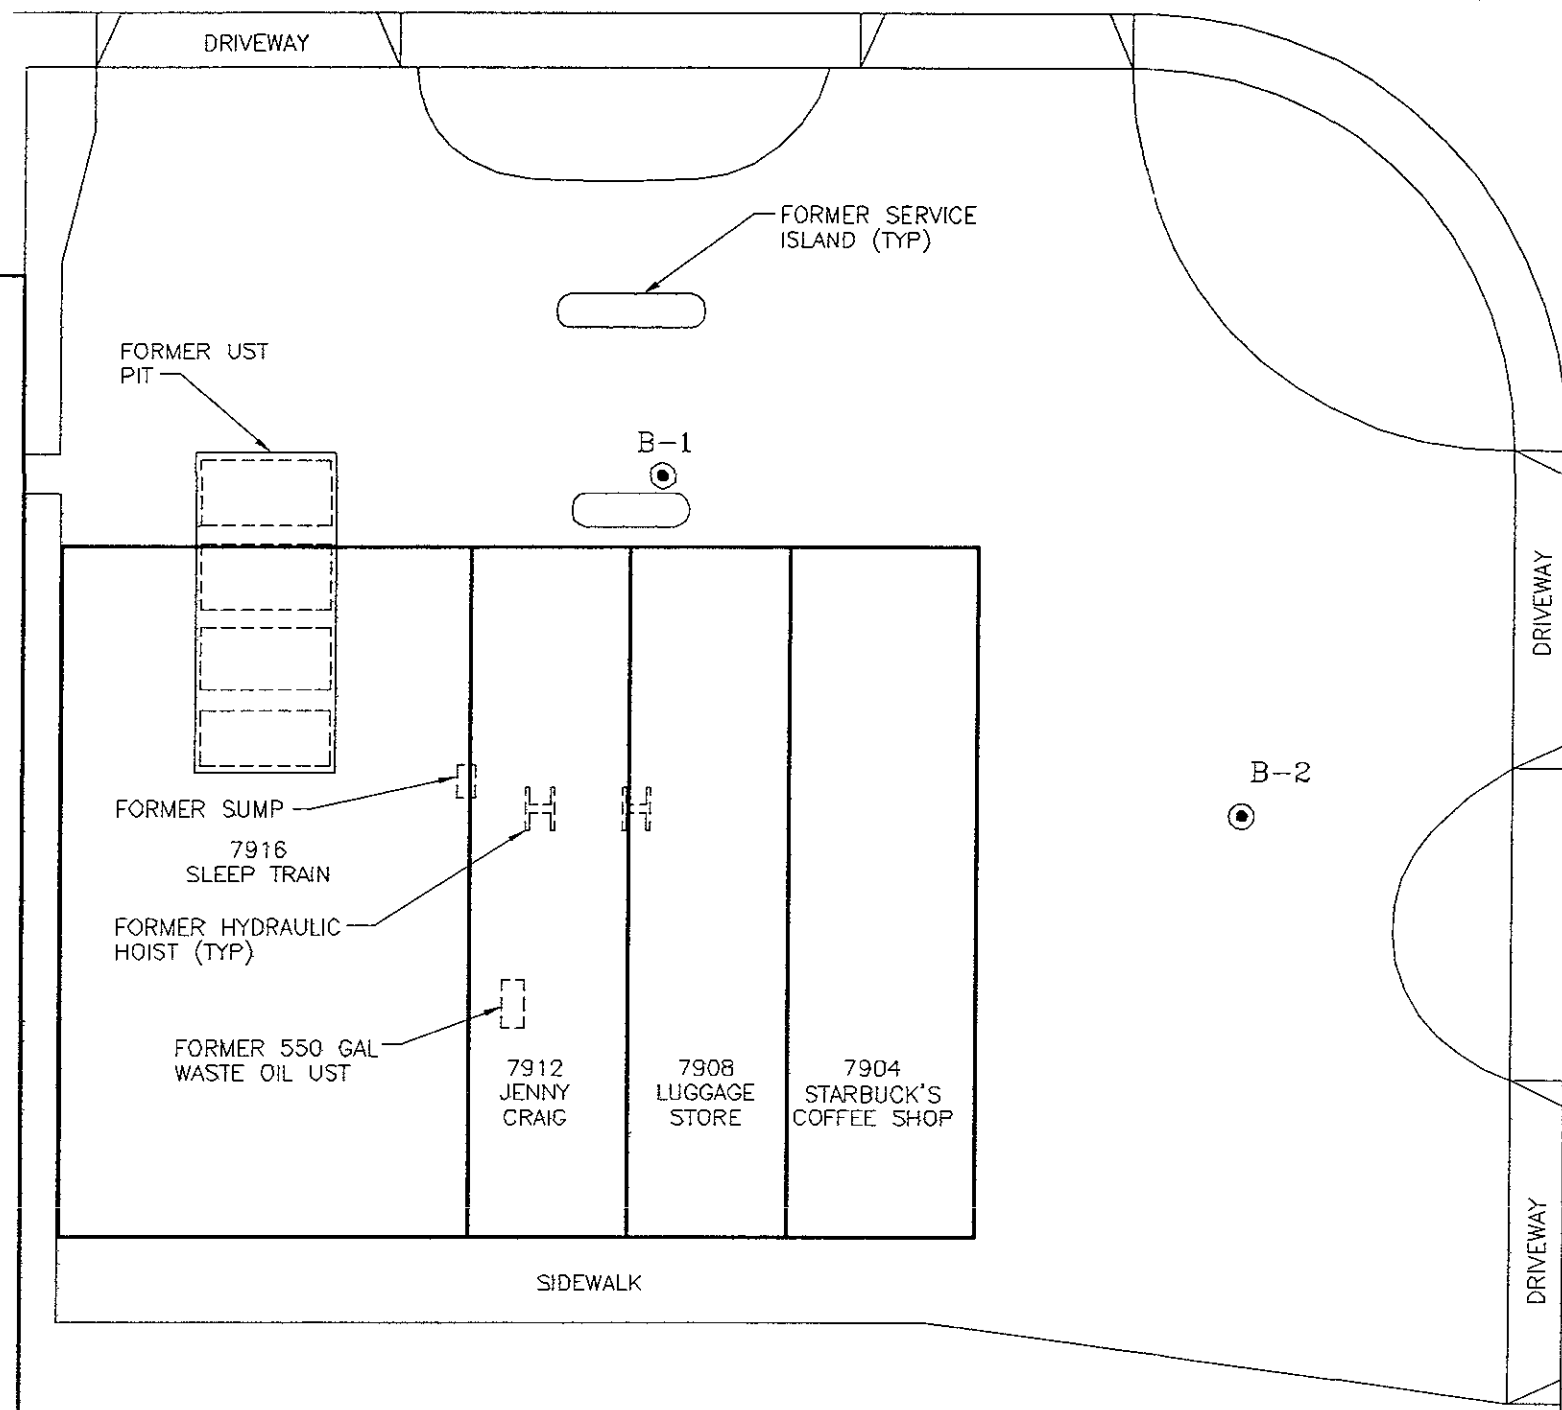 DRIVEWAY
FORMER SERVICE
ISLAND (TYP)
FORMER UST
PIT
B-1
DRIVEWAY
B-2
FORMER SUMP
7916
SLEEP TRAIN
FORMER HYDRAULIC
HOIST (TYP)
FORMER 550 GAL
WASTE OIL UST
7912
JENNY
CRAIG
7908
LUGGAGE
STORE
7904
STARBUCK'S
COFFEE SHOP
DRIVEWAY
SIDEWALK